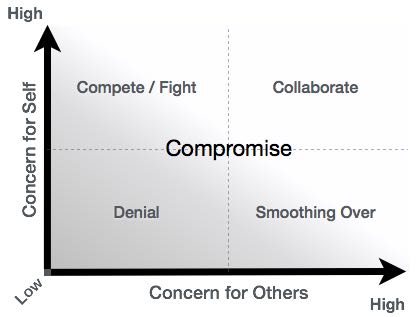 High
Concern for Self
Compete / Fight
Collaborate
Compromise
Denial
Smoothing Over
Low
Concern for Others
High